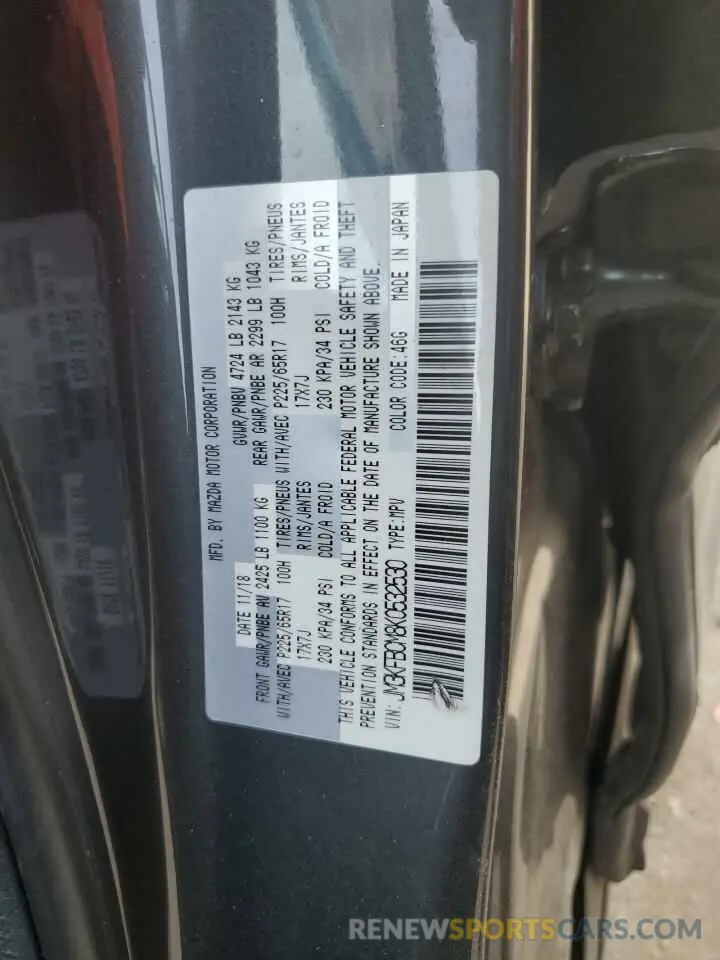 MFD. BY MAZDA MOTOR CORPORATION
DATE 11/18 GVWR/PNBV 4724 LB 2143 KG
FRONT GAWR/PNBE AV 2425 LB 1100 KG REAR GAWR/PNBE AR 2299 LB 1043 KG
WITH/AVEC P225/65R17 100H TIRES/PNEUS WITH/AVEC P225/65R17 100H TIRES/PNEUS
17X7J RIMS/JANTES 17X7J RIMS/JANTES
230 KPA/34 PSI COLD/A FROID 230 KPA/34 PSI COLD/A FROID
THIS VEHICLE CONFORMS TO ALL APPLICABLE FEDERAL MOTOR VEHICLE SAFETY AND THEFT
PREVENTION STANDARDS IN EFFECT ON THE DATE OF MANUFACTURE SHOWN ABOVE.
VIN: JM3KFBCM8K0532530 TYPE:MPV COLOR CODE:46G MADE IN JAPAN
RENEWSPORTSCARS.COM